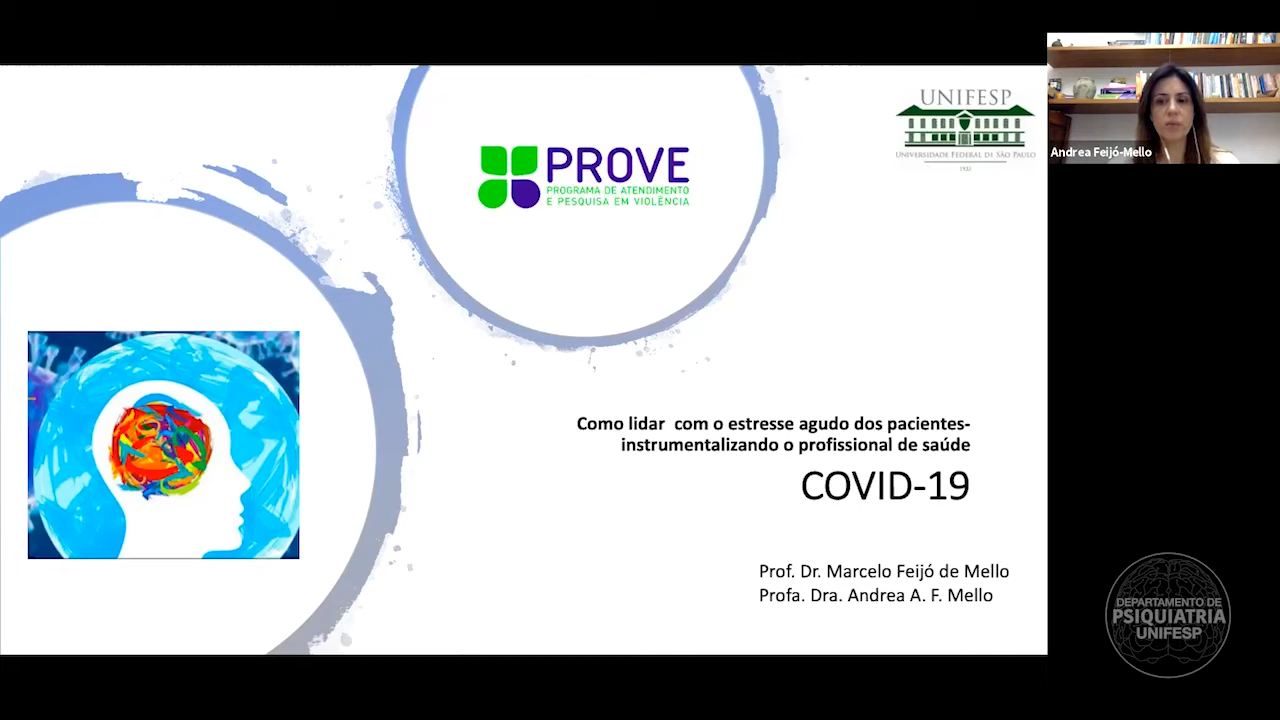 PROVE
PROGRAMA DE ATENDIMENTO
E PESQUISA EM VIOLÊNCIA
UNIFESP
UNIVERSIDADE FEDERAL DE SÃO PAULO
1933
Andrea Feijó-Mello
Como lidar com o estresse agudo dos pacientes-
instrumentalizando o profissional de saúde
COVID-19
Prof. Dr. Marcelo Feijó de Mello
Profa. Dra. Andrea A. F. Mello
DEPARTAMENTO DE
PSIQUIATRIA
UNIFESP